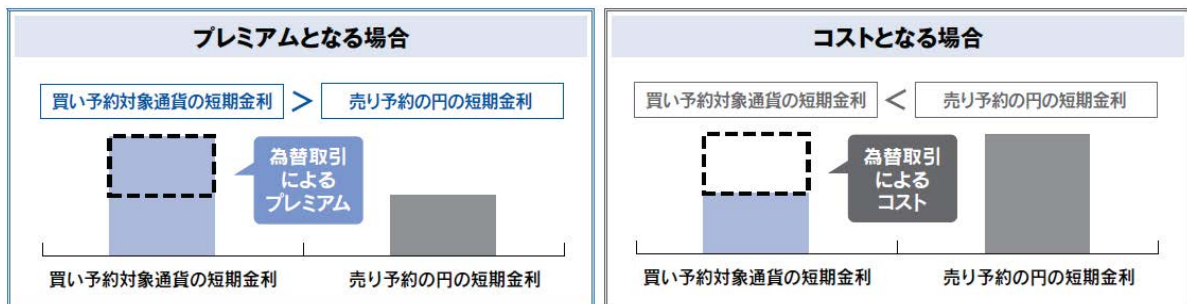 プレミアムとなる場合
買い予約対象通貨の短期金利 > 売り予約の円の短期金利
為替取引
による
プレミアム
買い予約対象通貨の短期金利 売り予約の円の短期金利
コストとなる場合
買い予約対象通貨の短期金利 < 売り予約の円の短期金利
為替取引
による
コスト
買い予約対象通貨の短期金利 売り予約の円の短期金利